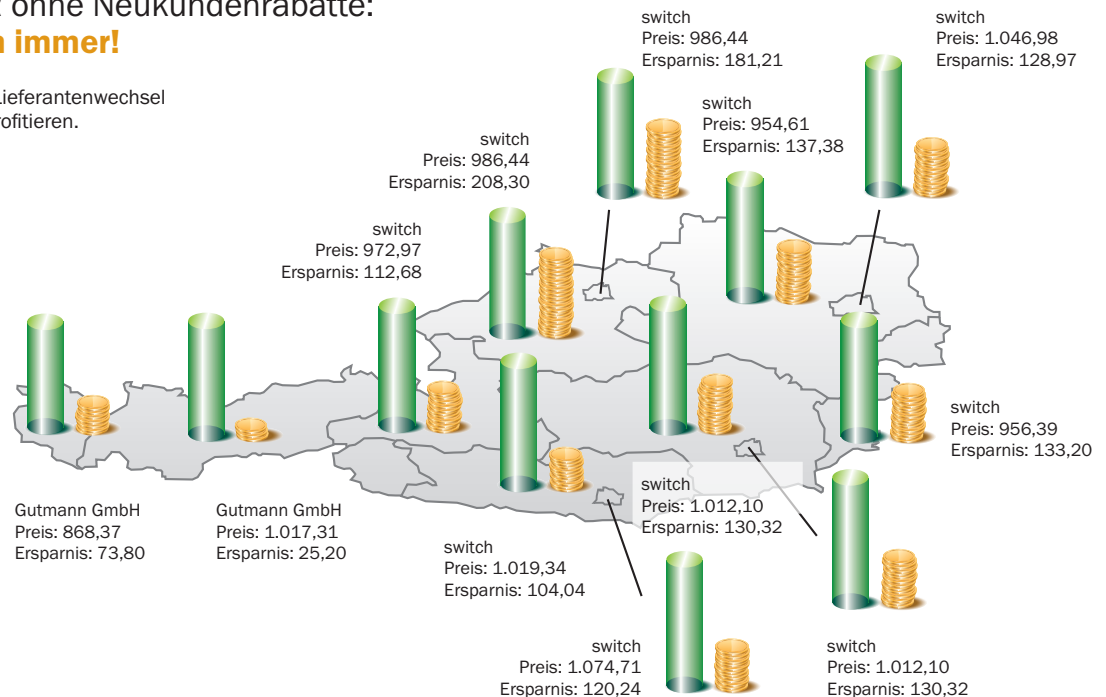 ohne Neukundenrabatte:
immer!
Lieferantenwechsel
switch
Preis: 986,44
Ersparnis: 181,21
switch
Preis: 1.046,98
Ersparnis: 128,97
switch
Preis: 954,61
Ersparnis: 137,38
switch
Preis: 986,44
Ersparnis: 208,30
switch
Preis: 972,97
Ersparnis: 112,68
switch
Preis: 956,39
Ersparnis: 133,20
Gutmann GmbH
Preis: 868,37
Ersparnis: 73,80
Gutmann GmbH
Preis: 1.017,31
Ersparnis: 25,20
switch
Preis: 1.012,10
Ersparnis: 130,32
switch
Preis: 1.019,34
Ersparnis: 104,04
switch
Preis: 1.074,71
Ersparnis: 120,24
switch
Preis: 1.012,10
Ersparnis: 130,32